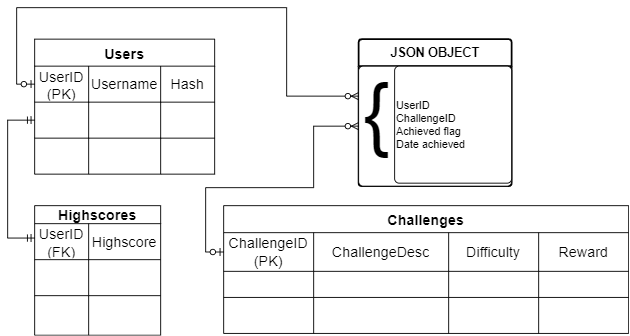 Users
UserID
(PK)
Username
Hash
JSON OBJECT
{
UserID
ChallengeID
Achieved flag
Date achieved
Highscores
UserID
(FK)
Highscore
Challenges
ChallengeID
(PK)
ChallengeDesc
Difficulty
Reward